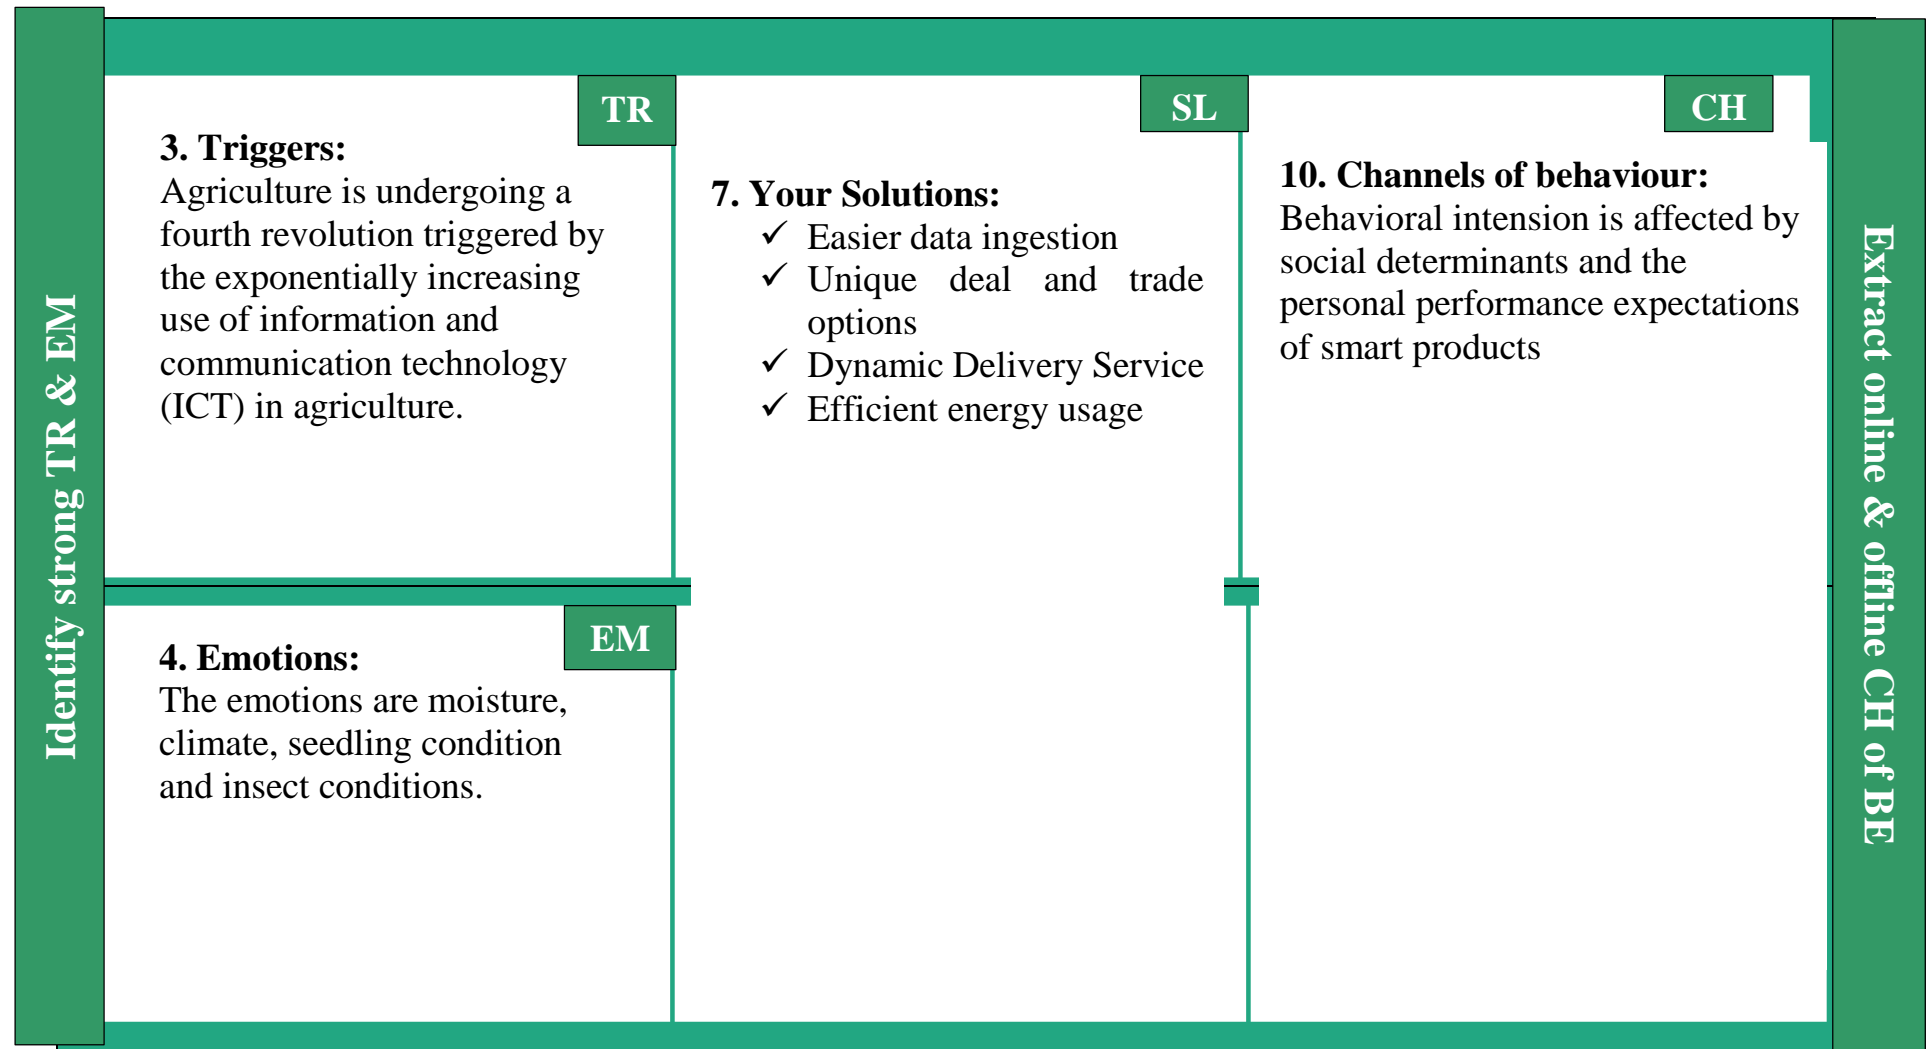 Identify strong TR & EM
TR
3. Triggers:
Agriculture is undergoing a
fourth revolution triggered by
the exponentially increasing
use of information and
communication technology
(ICT) in agriculture.
EM
4. Emotions:
The emotions are moisture,
climate, seedling condition
and insect conditions.
SL
7. Your Solutions:
✓ Easier data ingestion
✓ Unique deal and trade
options
✓ Dynamic Delivery Service
✓ Efficient energy usage
CH
10. Channels of behaviour:
Behavioral intension is affected by
social determinants and the
personal performance expectations
of smart products
Extract online & offline CH of BE